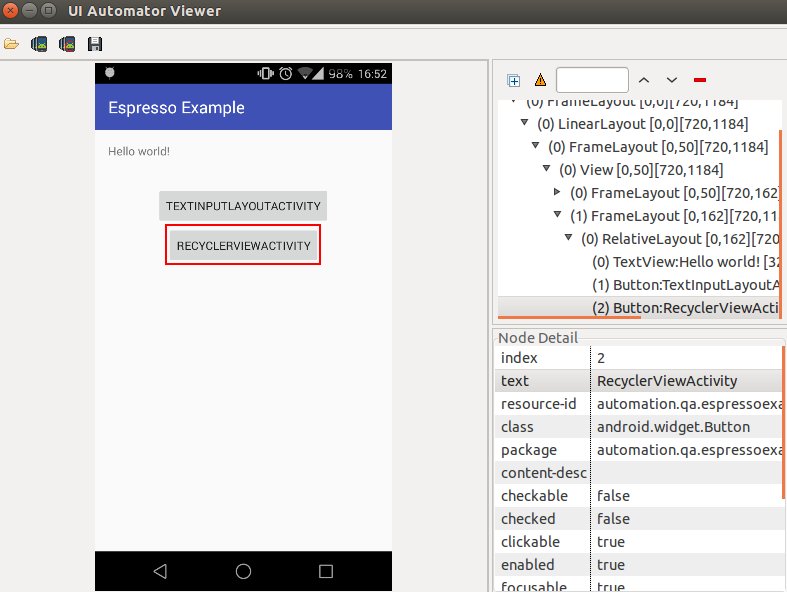 UI Automator Viewer
98% 16:52
Espresso Example
Hello world!
TEXTINPUTLAYOUTACTIVITY
RECYCLERVIEWACTIVITY
(0) FrameLayout [0,0][720,1184]
(0) LinearLayout [0,0][720,1184]
(0) FrameLayout [0,50][720,1184]
(0) View [0,50][720,1184]
(0) FrameLayout [0,50][720,162]
(1) FrameLayout [0,162][720,11
(0) RelativeLayout [0,162][720
(0) TextView:Hello world! [32
(1) Button:TextInputLayoutA
(2) Button:RecyclerViewActi
Node Detail
index 2
text RecyclerViewActivity
resource-id automation.qa.espressoexa
class android.widget.Button
package automation.qa.espressoexa
content-desc
checkable false
checked false
clickable true
enabled true
focusable true